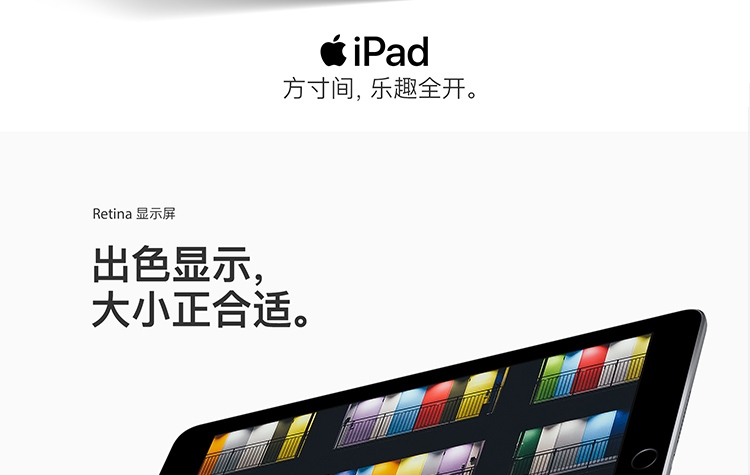 iPad
方寸间，乐趣全开。
Retina 显示屏
出色显示，
大小正合适。